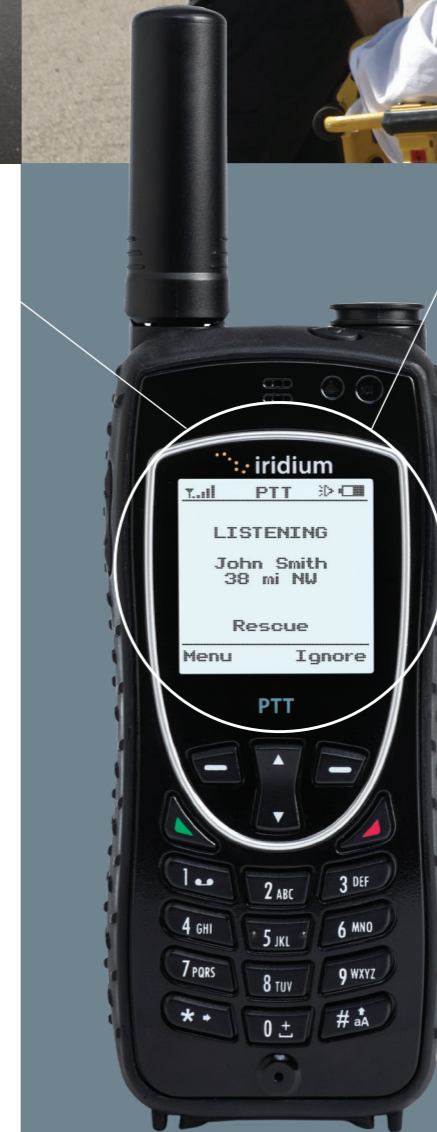 iridium
PTT
LISTENING
John Smith
38 mi NW
Rescue
Menu Ignore
PTT
1
2 ABC
3 DEF
4 GHI
5 JKL
6 MNO
7 PQRS
8 TUV
9 WXYZ
*
0 +
# aA